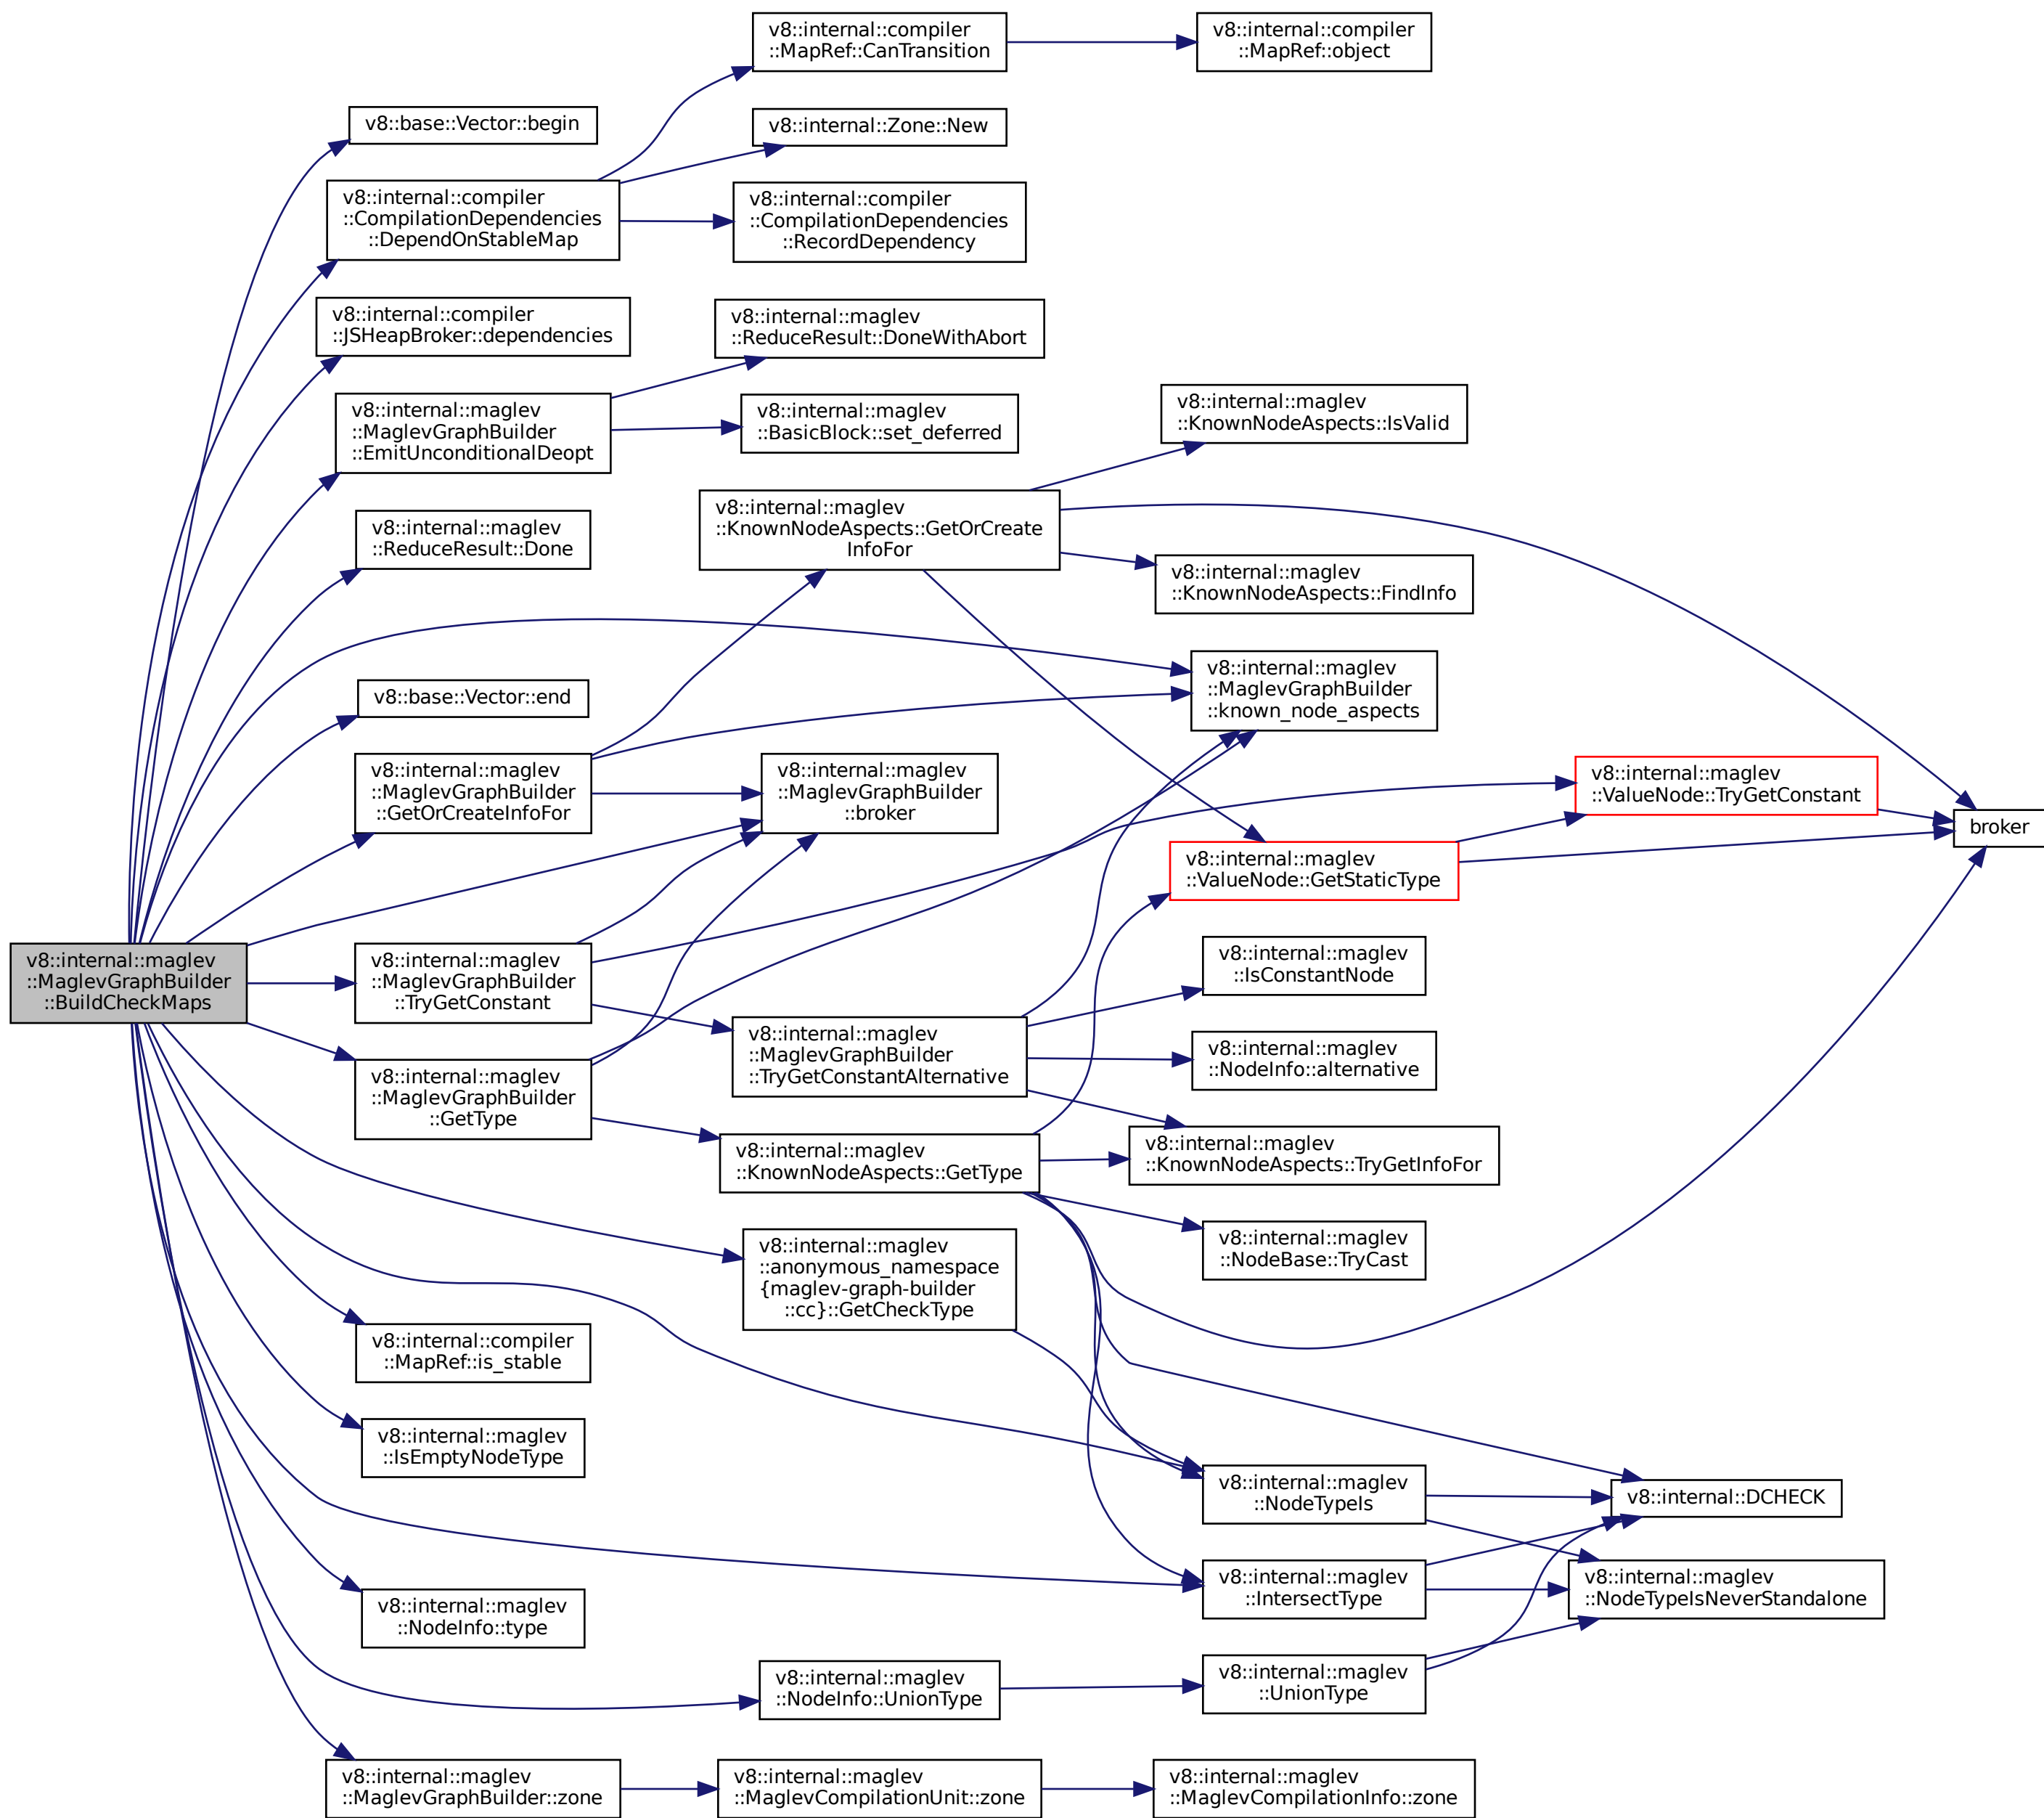 v8::internal::compiler
::MapRef::CanTransition
v8::internal::compiler
::MapRef::object
v8::base::Vector::begin
v8::internal::Zone::New
v8::internal::compiler
::CompilationDependencies
::DependOnStableMap
v8::internal::compiler
::CompilationDependencies
::RecordDependency
v8::internal::compiler
::JSHeapBroker::dependencies
v8::internal::maglev
::ReduceResult::DoneWithAbort
v8::internal::maglev
::MaglevGraphBuilder
::EmitUnconditionalDeopt
v8::internal::maglev
::BasicBlock::set_deferred
v8::internal::maglev
::KnownNodeAspects::IsValid
v8::internal::maglev
::ReduceResult::Done
v8::internal::maglev
::KnownNodeAspects::GetOrCreate
InfoFor
v8::internal::maglev
::KnownNodeAspects::FindInfo
v8::base::Vector::end
v8::internal::maglev
::MaglevGraphBuilder
::known_node_aspects
v8::internal::maglev
::MaglevGraphBuilder
::GetOrCreateInfoFor
v8::internal::maglev
::MaglevGraphBuilder
::broker
v8::internal::maglev
::ValueNode::TryGetConstant
broker
v8::internal::maglev
::ValueNode::GetStaticType
v8::internal::maglev
::MaglevGraphBuilder
::BuildCheckMaps
v8::internal::maglev
::MaglevGraphBuilder
::TryGetConstant
v8::internal::maglev
::IsConstantNode
v8::internal::maglev
::MaglevGraphBuilder
::TryGetConstantAlternative
v8::internal::maglev
::NodeInfo::alternative
v8::internal::maglev
::MaglevGraphBuilder
::GetType
v8::internal::maglev
::KnownNodeAspects::GetType
v8::internal::maglev
::KnownNodeAspects::TryGetInfoFor
v8::internal::maglev
::NodeBase::TryCast
v8::internal::maglev
::anonymous_namespace
{maglev-graph-builder
::cc}::GetCheckType
v8::internal::compiler
::MapRef::is_stable
v8::internal::maglev
::IsEmptyNodeType
v8::internal::maglev
::NodeTypeIs
v8::internal::DCHECK
v8::internal::maglev
::NodeInfo::type
v8::internal::maglev
::IntersectType
v8::internal::maglev
::NodeTypeIsNeverStandalone
v8::internal::maglev
::NodeInfo::UnionType
v8::internal::maglev
::UnionType
v8::internal::maglev
::MaglevGraphBuilder::zone
v8::internal::maglev
::MaglevCompilationUnit::zone
v8::internal::maglev
::MaglevCompilationInfo::zone